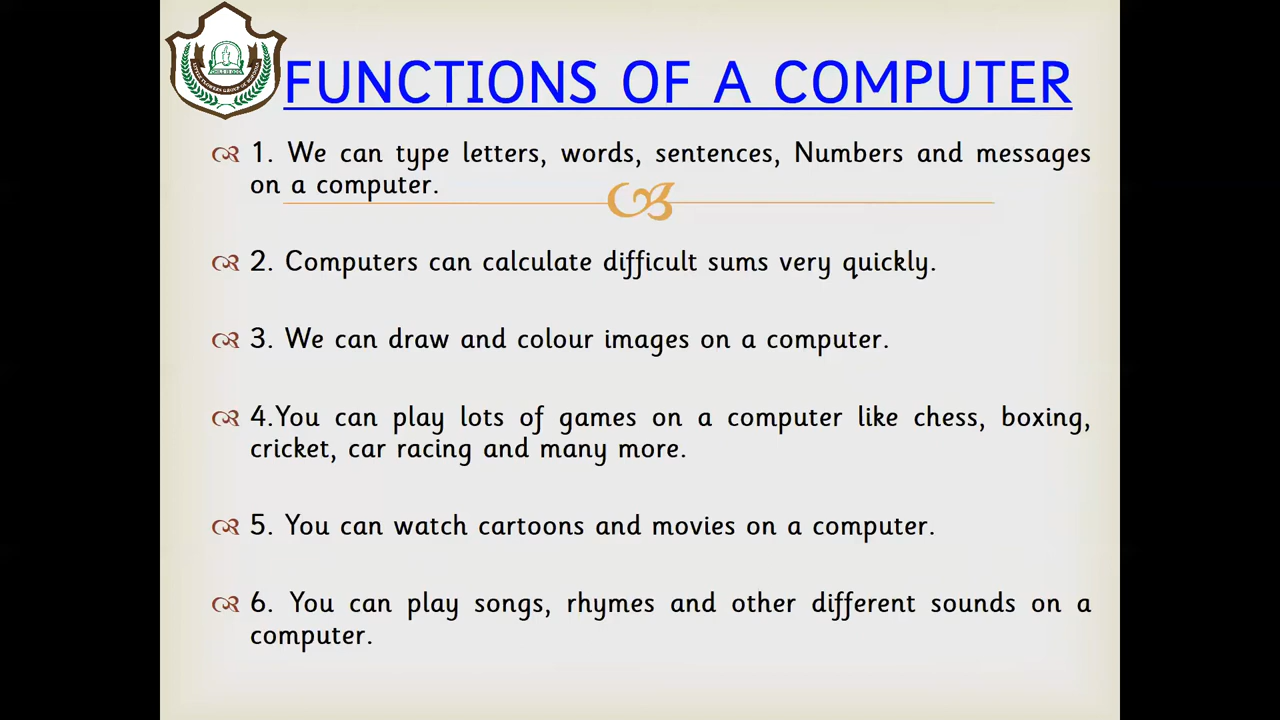 FUNCTIONS OF A COMPUTER
1. We can type letters, words, sentences, Numbers and messages
on a computer.
2. Computers can calculate difficult sums very quickly.
3. We can draw and colour images on a computer.
4.You can play lots of games on a computer like chess, boxing,
cricket, car racing and many more.
5. You can watch cartoons and movies on a computer.
6. You can play songs, rhymes and other different sounds on a
computer.